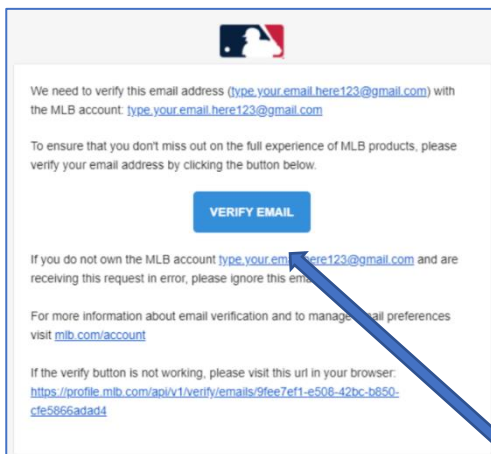 We need to verify this email address (type.your.email.here123@gmail.com) with
the MLB account: type.your.email.here123@gmail.com
To ensure that you don't miss out on the full experience of MLB products, please
verify your email address by clicking the button below.
VERIFY EMAIL
If you do not own the MLB account and are
receiving this request in error, please ignore this
For more information about email verification and to manage preferences
visit mlb.com/account
If the verify button is not working, please visit this url in your browser:
https://profile.mlb.com/api/v1/verify/emails/9fee7ef1-e508-42bc-b850-
cfe5866adad4